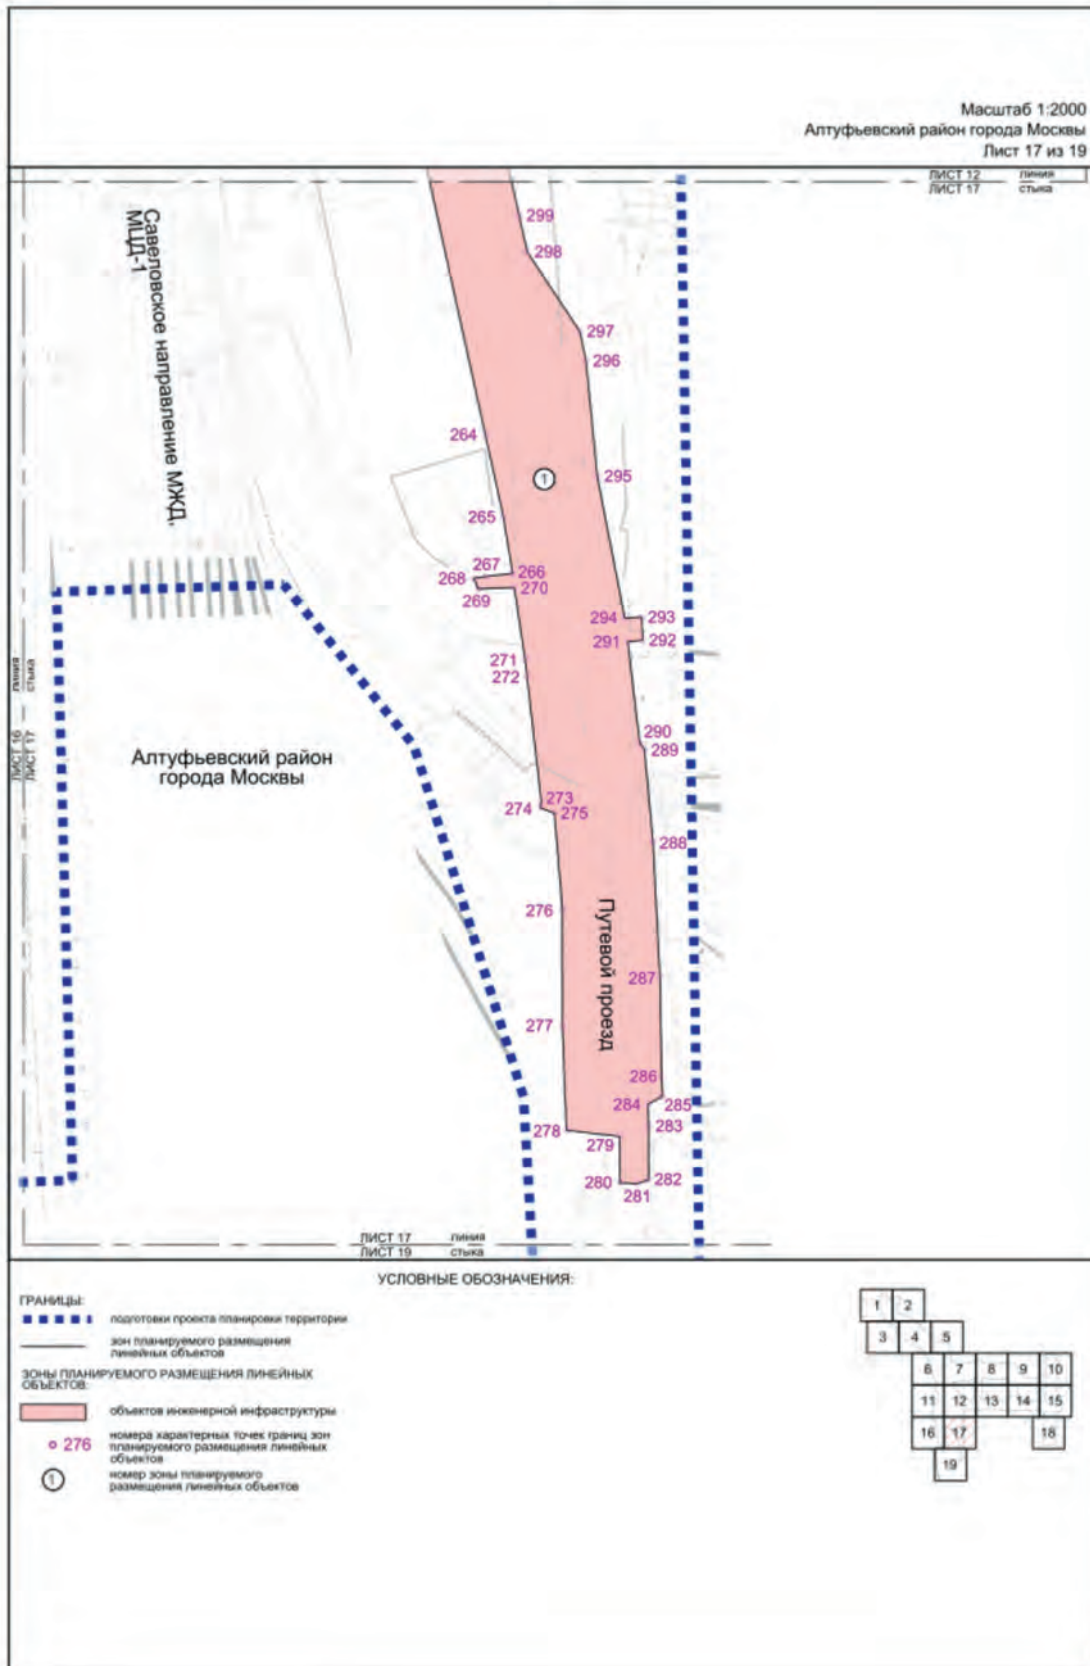 Масштаб 1:2000
Алтуфьевский район города Москвы
Лист 17 из 19
ЛИСТ 12 линия
ЛИСТ 17 стыка
Савеловское направление МЖД,
МЦД-1
299
298
297
296
264
295
1
265
267
266
268
270
269
294
293
291
292
271
272
ЛИСТ 16 линия
ЛИСТ 17 стыка
290
289
Алтуфьевский район
города Москвы
273
274
275
288
276
Путевой проезд
287
277
286
284
285
283
278
279
280
282
281
ЛИСТ 17 линия
ЛИСТ 19 стыка
УСЛОВНЫЕ ОБОЗНАЧЕНИЯ:
ГРАНИЦЫ:
подготовки проекта планировки территории
зон планируемого размещения
линейных объектов
ЗОНЫ ПЛАНИРУЕМОГО РАЗМЕЩЕНИЯ ЛИНЕЙНЫХ
ОБЪЕКТОВ:
объектов инженерной инфраструктуры
276
номера характерных точек границ зон
планируемого размещения линейных
объектов
1
номер зоны планируемого
размещения линейных объектов
1 2
3 4 5
6 7 8 9 10
11 12 13 14 15
16 17 18
19